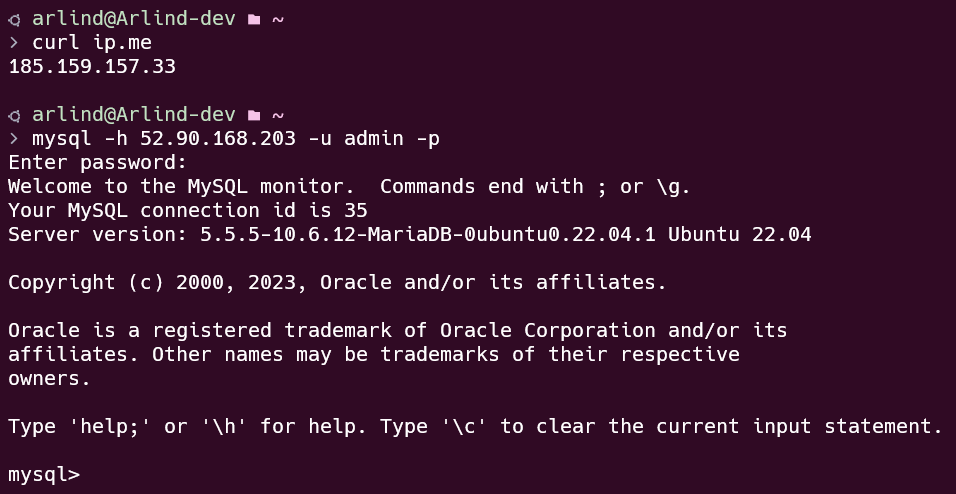 arlind@Arlind-dev ~
> curl ip.me
185.159.157.33
arlind@Arlind-dev ~
> mysql -h 52.90.168.203 -u admin -p
Enter password:
Welcome to the MySQL monitor.  Commands end with ; or \g.
Your MySQL connection id is 35
Server version: 5.5.5-10.6.12-MariaDB-0ubuntu0.22.04.1 Ubuntu 22.04
Copyright (c) 2000, 2023, Oracle and/or its affiliates.
Oracle is a registered trademark of Oracle Corporation and/or its
affiliates. Other names may be trademarks of their respective
owners.
Type 'help;' or '\h' for help. Type '\c' to clear the current input statement.
mysql>